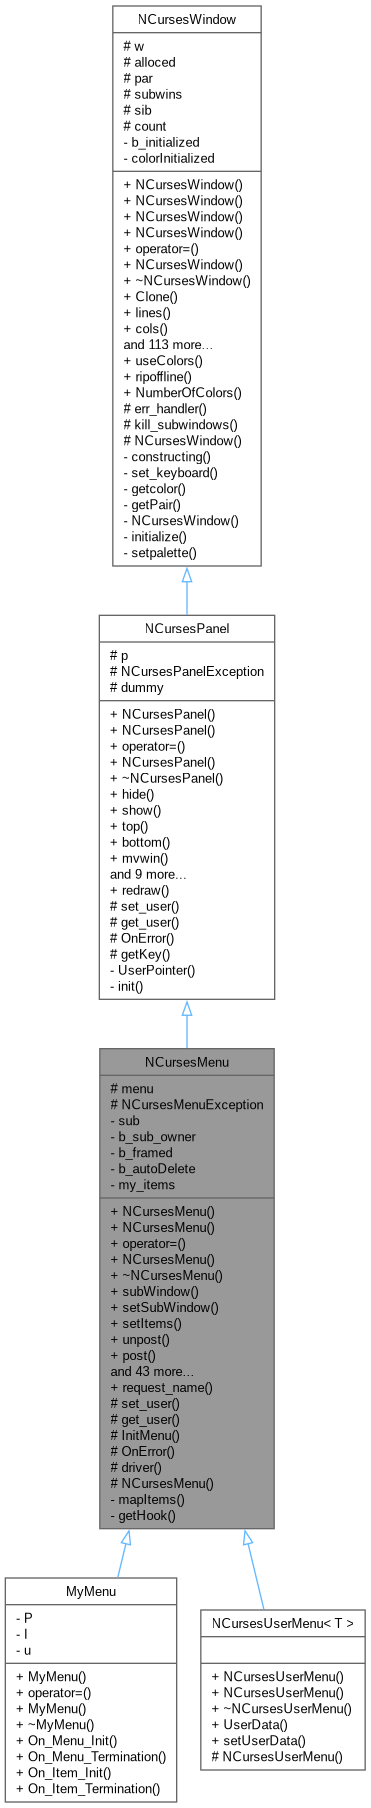 NCursesWindow
# w
# alloced
# par
# subwins
# sib
# count
- b_initialized
- colorInitialized
+ NCursesWindow()
+ NCursesWindow()
+ NCursesWindow()
+ NCursesWindow()
+ operator=()
+ NCursesWindow()
+ ~NCursesWindow()
+ Clone()
+ lines()
+ cols()
and 113 more...
+ useColors()
+ ripoffline()
+ NumberOfColors()
# err_handler()
# kill_subwindows()
# NCursesWindow()
- constructing()
- set_keyboard()
- getcolor()
- getPair()
- NCursesWindow()
- initialize()
- setpalette()
NCursesPanel
# p
# NCursesPanelException
# dummy
+ NCursesPanel()
+ NCursesPanel()
+ operator=()
+ NCursesPanel()
+ ~NCursesPanel()
+ hide()
+ show()
+ top()
+ bottom()
+ mvwin()
and 9 more...
+ redraw()
# set_user()
# get_user()
# OnError()
# getKey()
- UserPointer()
- init()
NCursesMenu
# menu
# NCursesMenuException
- sub
- b_sub_owner
- b_framed
- b_autoDelete
- my_items
+ NCursesMenu()
+ NCursesMenu()
+ operator=()
+ NCursesMenu()
+ ~NCursesMenu()
+ subWindow()
+ setSubWindow()
+ setItems()
+ unpost()
+ post()
and 43 more...
+ request_name()
# set_user()
# get_user()
# InitMenu()
# OnError()
# driver()
# NCursesMenu()
- mapItems()
- getHook()
MyMenu
- P
- I
- u
+ MyMenu()
+ operator=()
+ MyMenu()
+ ~MyMenu()
+ On_Menu_Init()
+ On_Menu_Termination()
+ On_Item_Init()
+ On_Item_Termination()
NCursesUserMenu< T >
+ NCursesUserMenu()
+ NCursesUserMenu()
+ ~NCursesUserMenu()
+ UserData()
+ setUserData()
# NCursesUserMenu()